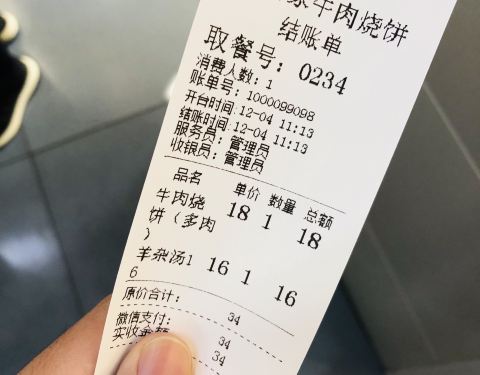 牛肉烧饼
结账单
取餐号：0234
消费人数：1
账单号：1000099098
开台时间：12-04 11:13
结账时间：12-04 11:13
服务员：管理员
收银员：管理员
品名 单价 数量 总额
牛肉烧 18 1 18
饼（多肉
）
羊杂汤1 16 1 16
6
原价合计： 34
微信支付： 34
实收金额 34